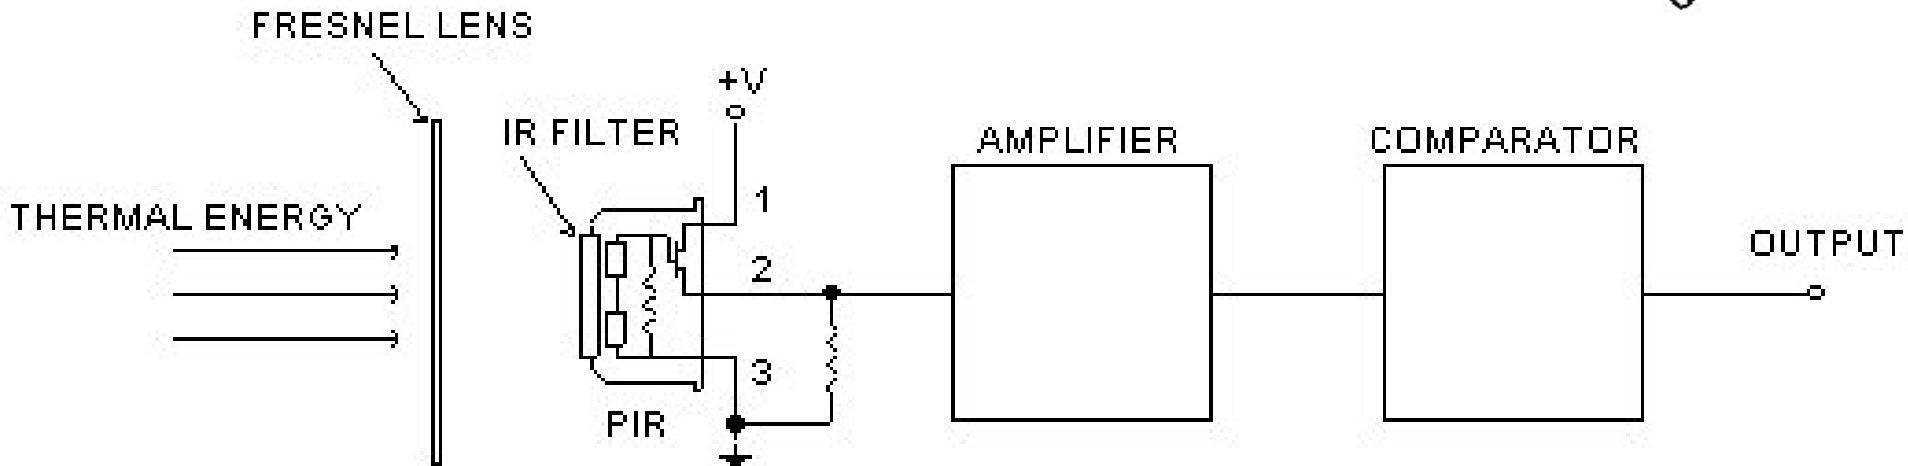 FRESNEL LENS
+V
IR FILTER
AMPLIFIER
COMPARATOR
1
THERMAL ENERGY
OUTPUT
2
3
PIR